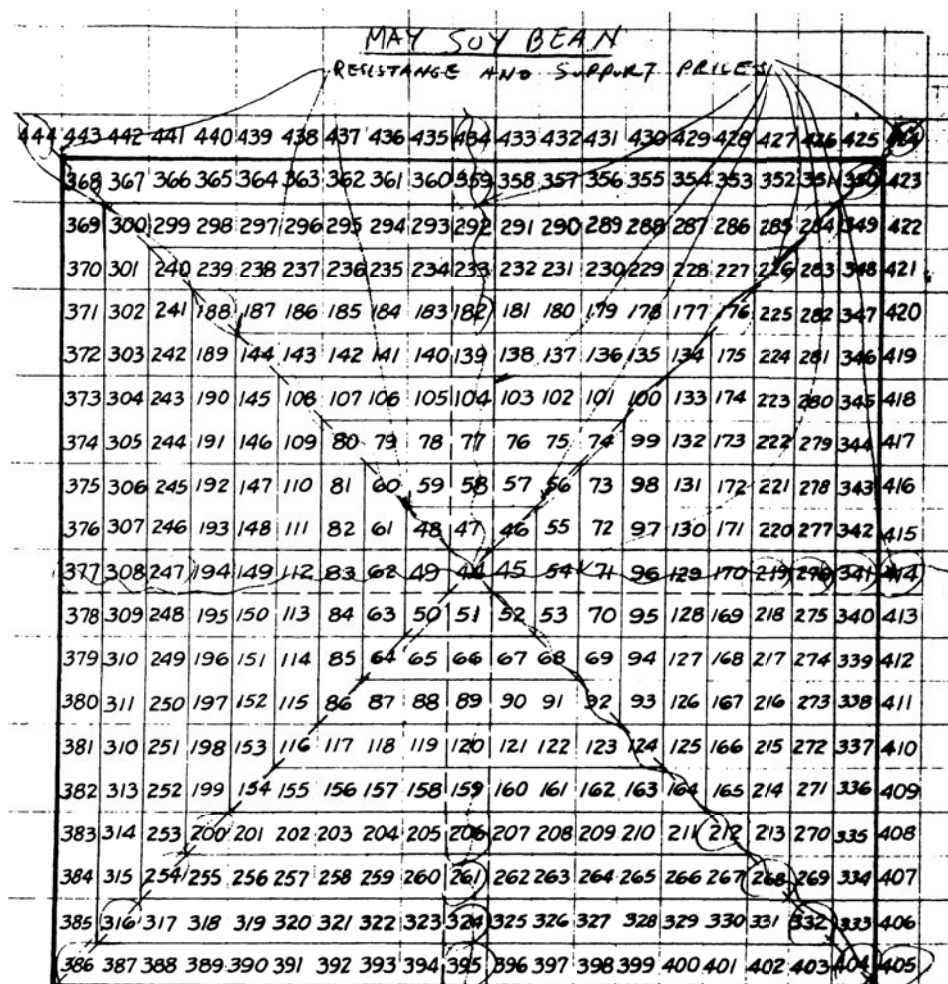 MAY SOY BEAN
RESISTANCE AND SUPPORT PRICES
444 443 442 441 440 439 438 437 436 435 434 433 432 431 430 429 428 427 426 425
368 367 366 365 364 363 362 361 360 359 358 357 356 355 354 353 352 351 350 423
369 300 299 298 297 296 295 294 293 292 291 290 289 288 287 286 285 284 349 422
370 301 240 239 238 237 236 235 234 233 232 231 230 229 228 227 226 283 348 421
371 302 241 188 187 186 185 184 183 182 181 180 179 178 177 176 225 282 347 420
372 303 242 189 144 143 142 141 140 139 138 137 136 135 134 175 224 281 346 419
373 304 243 190 145 108 107 106 105 104 103 102 101 100 133 174 223 280 345 418
374 305 244 191 146 109 80 79 78 77 76 75 74 99 132 173 222 279 344 417
375 306 245 192 147 110 81 60 59 58 57 56 73 98 131 172 221 278 343 416
376 307 246 193 148 111 82 61 48 47 46 55 72 97 130 171 220 277 342 415
377 308 247 194 149 112 83 62 49 44 45 54 71 96 129 170 219 276 341 414
378 309 248 195 150 113 84 63 50 51 52 53 70 95 128 169 218 275 340 413
379 310 249 196 151 114 85 64 65 66 67 68 69 94 127 168 217 274 339 412
380 311 250 197 152 115 86 87 88 89 90 91 92 93 126 167 216 273 338 411
381 310 251 198 153 116 117 118 119 120 121 122 123 124 125 166 215 272 337 410
382 313 252 199 154 155 156 157 158 159 160 161 162 163 164 165 214 271 336 409
383 314 253 200 201 202 203 204 205 206 207 208 209 210 211 212 213 270 335 408
384 315 254 255 256 257 258 259 260 261 262 263 264 265 266 267 268 269 334 407
385 316 317 318 319 320 321 322 323 324 325 326 327 328 329 330 331 332 333 406
386 387 388 389 390 391 392 393 394 395 396 397 398 399 400 401 402 403 404 405